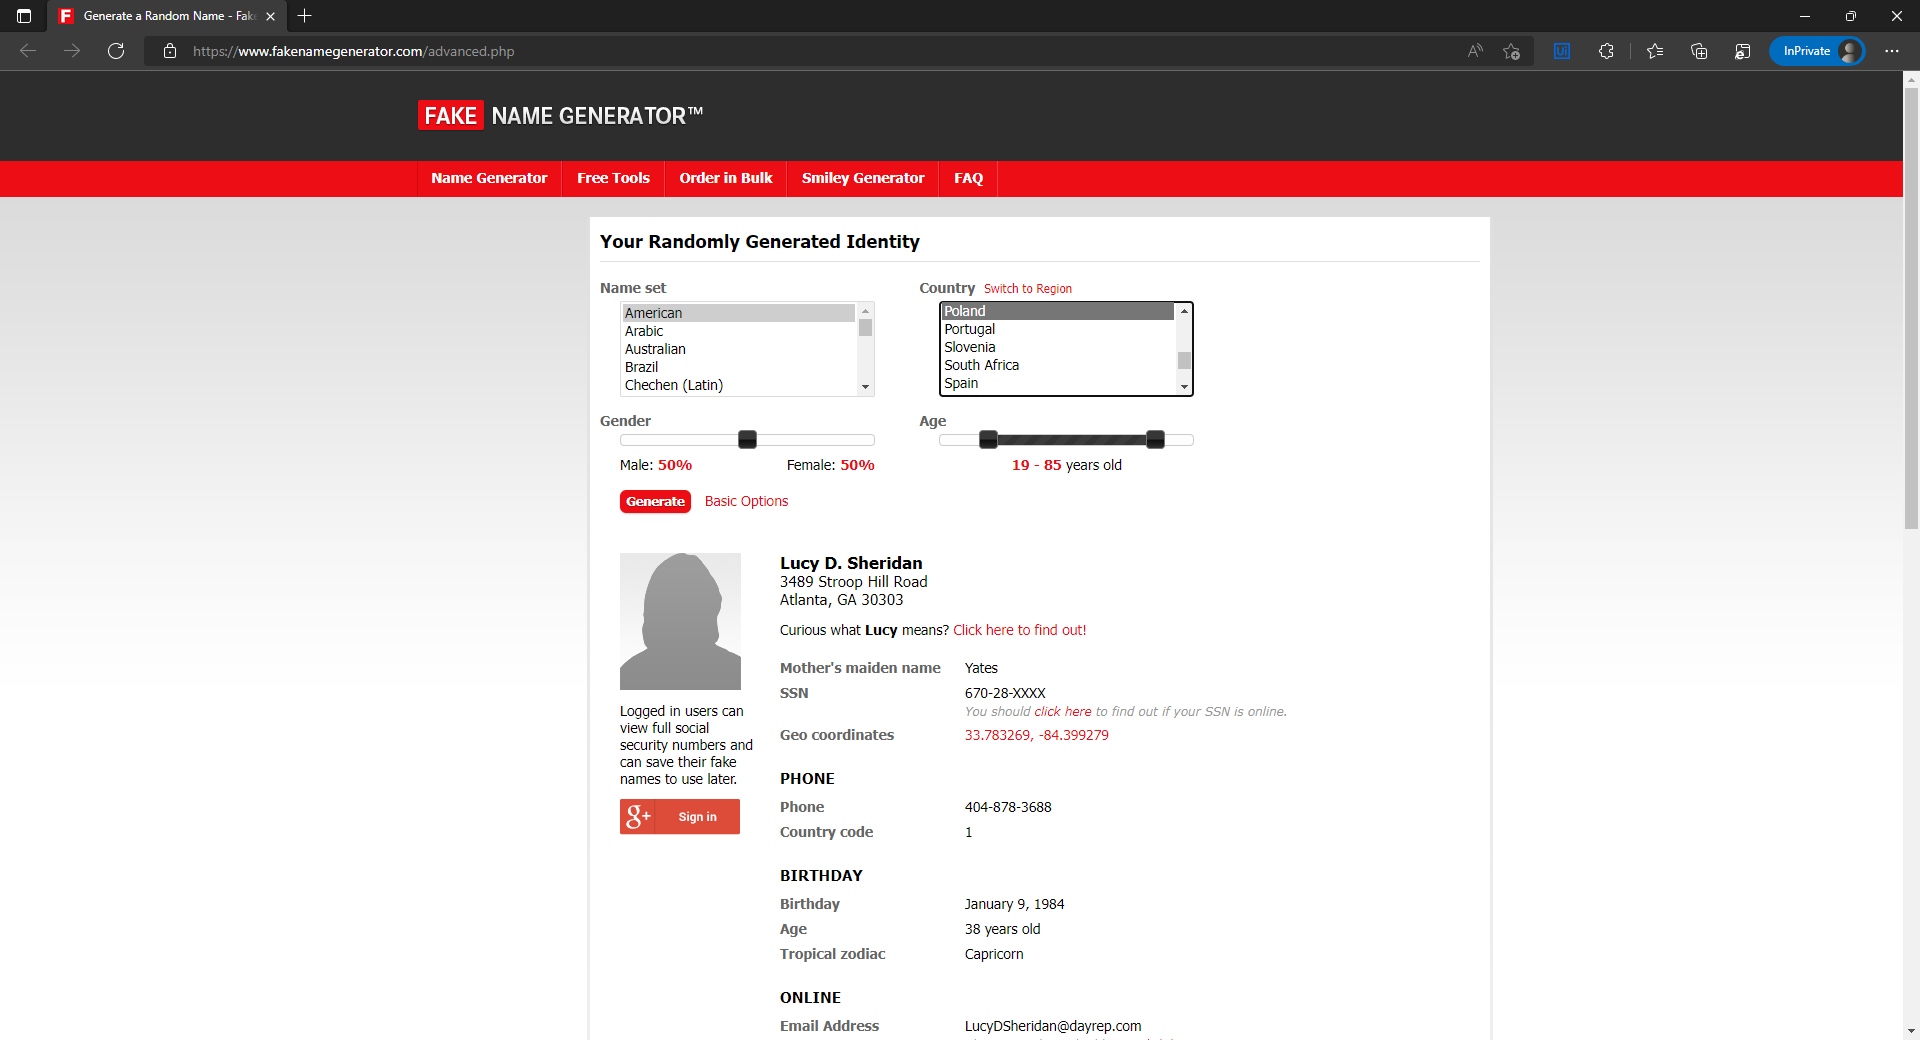 Generate a Random Name - Fak
https://www.fakenamegenerator.com/advanced.php
InPrivate
FAKE NAME GENERATOR™
Name Generator
Free Tools
Order in Bulk
Smiley Generator
FAQ
Your Randomly Generated Identity
Name set
American
Arabic
Australian
Brazil
Chechen (Latin)
Country Switch to Region
Poland
Portugal
Slovenia
South Africa
Spain
Gender
Male: 50% Female: 50%
Age
19 - 85 years old
Generate Basic Options
Logged in users can
view full social
security numbers and
can save their fake
names to use later.
g+ Sign in
Lucy D. Sheridan
3489 Stroop Hill Road
Atlanta, GA 30303
Curious what Lucy means? Click here to find out!
Mother's maiden name Yates
SSN 670-28-XXXX
You should click here to find out if your SSN is online.
Geo coordinates 33.783269, -84.399279
PHONE
Phone 404-878-3688
Country code 1
BIRTHDAY
Birthday January 9, 1984
Age 38 years old
Tropical zodiac Capricorn
ONLINE
Email Address LucyDSheridan@dayrep.com